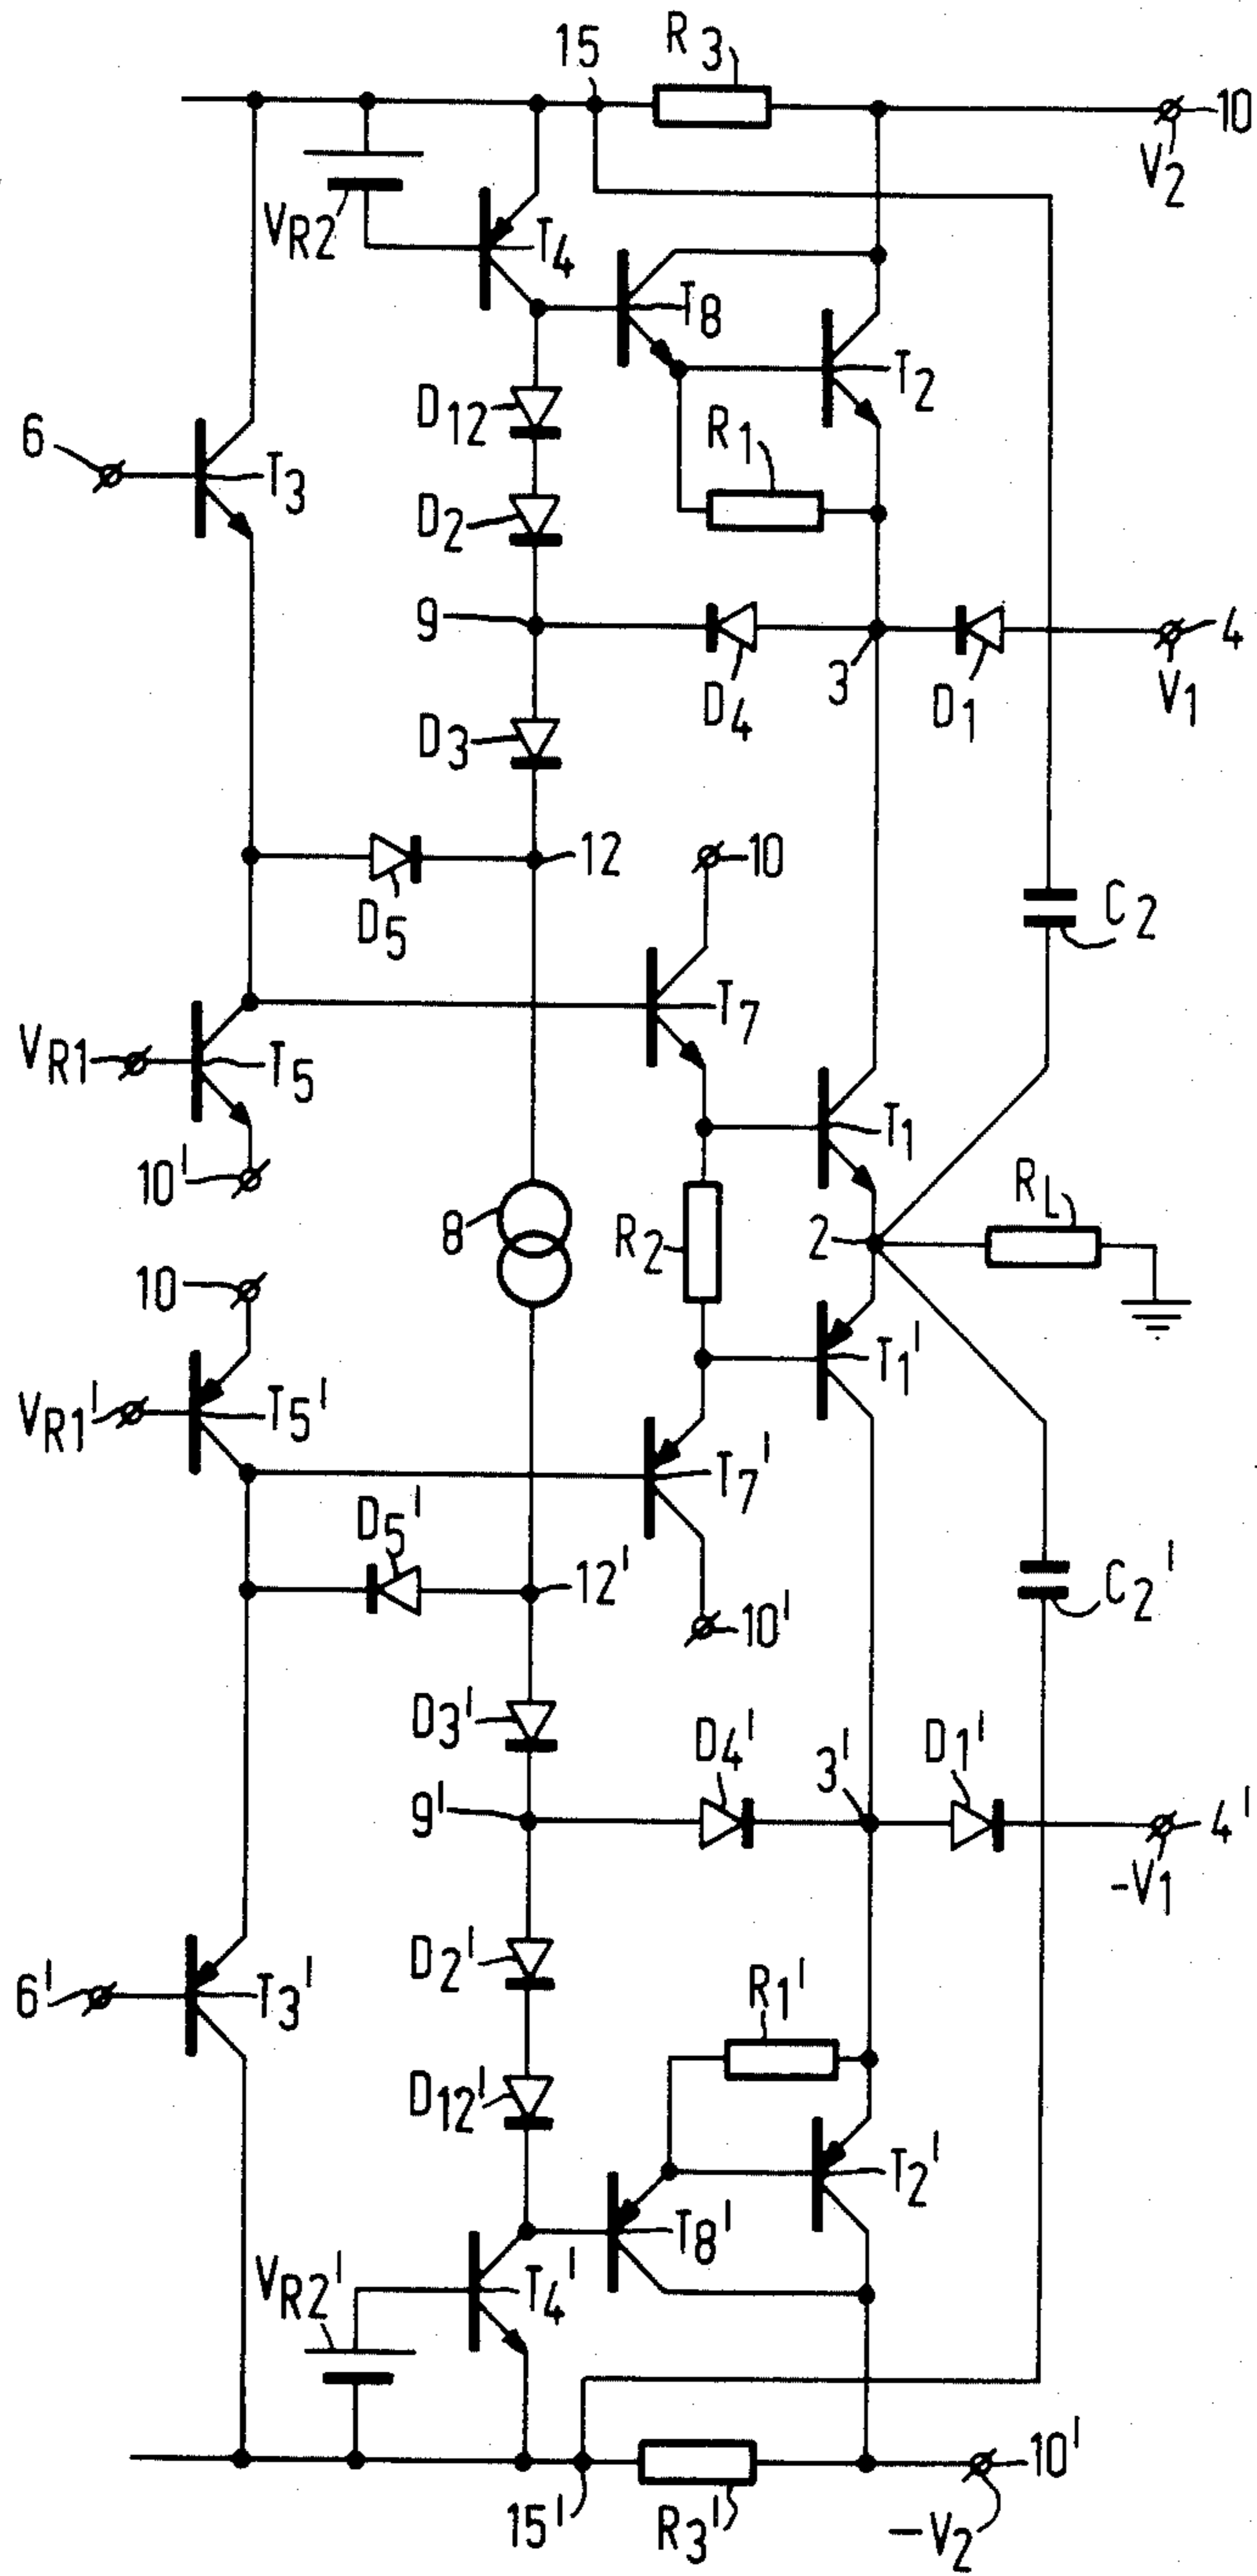 15
R3
10
V2
VR2
T4
T8
T2
6
T3
D12
R1
D2
9
D4
3
D1
4
V1
D3
12
10
D5
C2
VR1
T5
T7
T1
10'
8
R2
2
RL
10
VR1'
T5'
T1'
T7'
D5'
12'
C2'
10'
D3'
D4'
3'
D1'
9'
4'
-V1
D2'
6'
T3'
R1'
D12'
T2'
T8'
VR2'
T4'
15'
R3'
10'
-V2